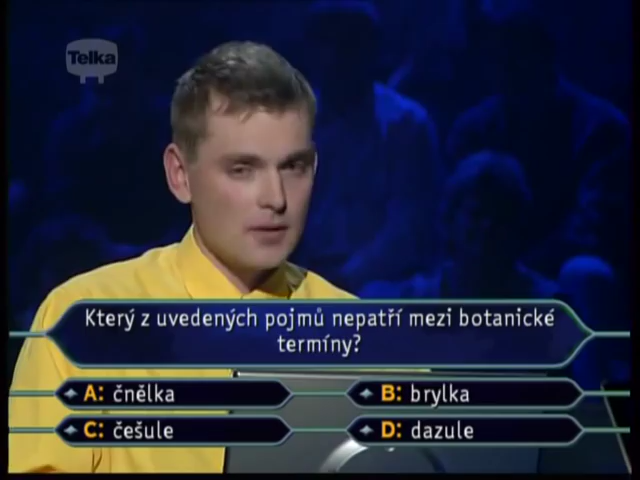 Telka
Který z uvedených pojmů nepatří mezi botanické
termíny?
A: čnělka
B: brylka
C: češule
D: dazule